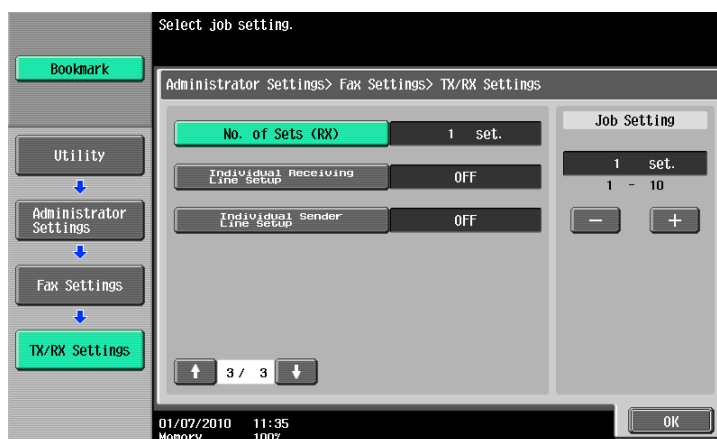 Select job setting.
Bookmark
Administrator Settings> Fax Settings> TX/RX Settings
Utility
Administrator
Settings
Fax Settings
TX/RX Settings
No. of Sets (RX)
1 set.
Individual Receiving
Line Setup
OFF
Individual Sender
Line Setup
OFF
3/ 3
Job Setting
1 set.
1 - 10
− +
OK
01/07/2010 11:35
Memory 100%